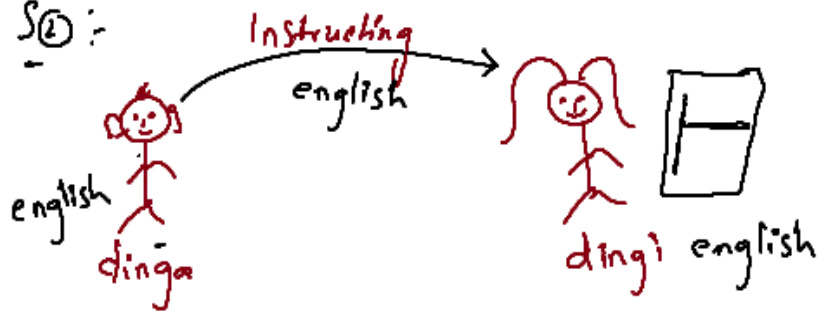 S② :-
Instructing
english
english
dinga
dingi english